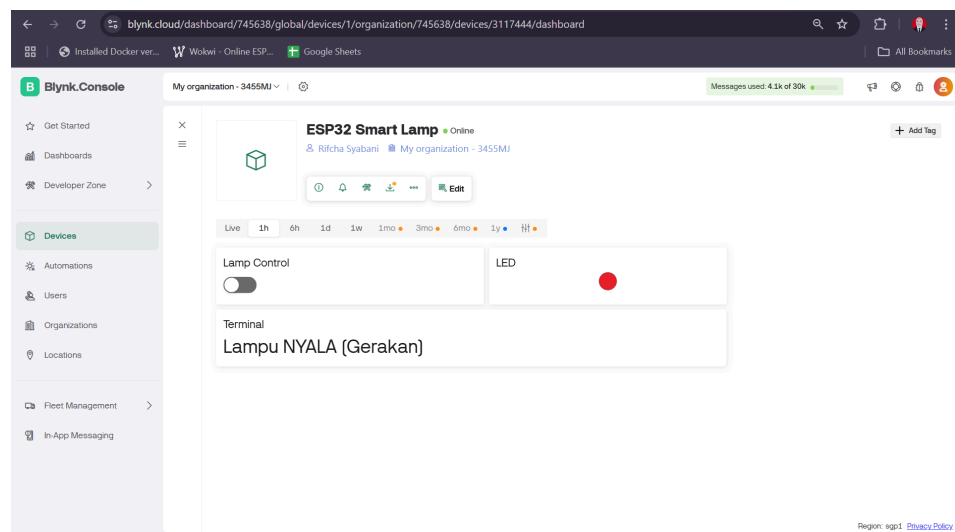 blynk.cloud/dashboard/745638/global/devices/1/organization/745638/devices/3117444/dashboard
Installed Docker ver...
Wokwi - Online ESP...
Google Sheets
All Bookmarks
B Blynk.Console
My organization - 3455MJ
Messages used: 4.1k of 30k
Get Started
Dashboards
Developer Zone
Devices
Automations
Users
Organizations
Locations
Fleet Management
In-App Messaging
ESP32 Smart Lamp
Online
Add Tag
Rifcha Syabani
My organization - 3455MJ
Edit
Live 1h 6h 1d 1w 1mo 3mo 6mo 1y
Lamp Control
LED
Terminal
Lampu NYALA (Gerakan)
Region: sgp1 Privacy Policy